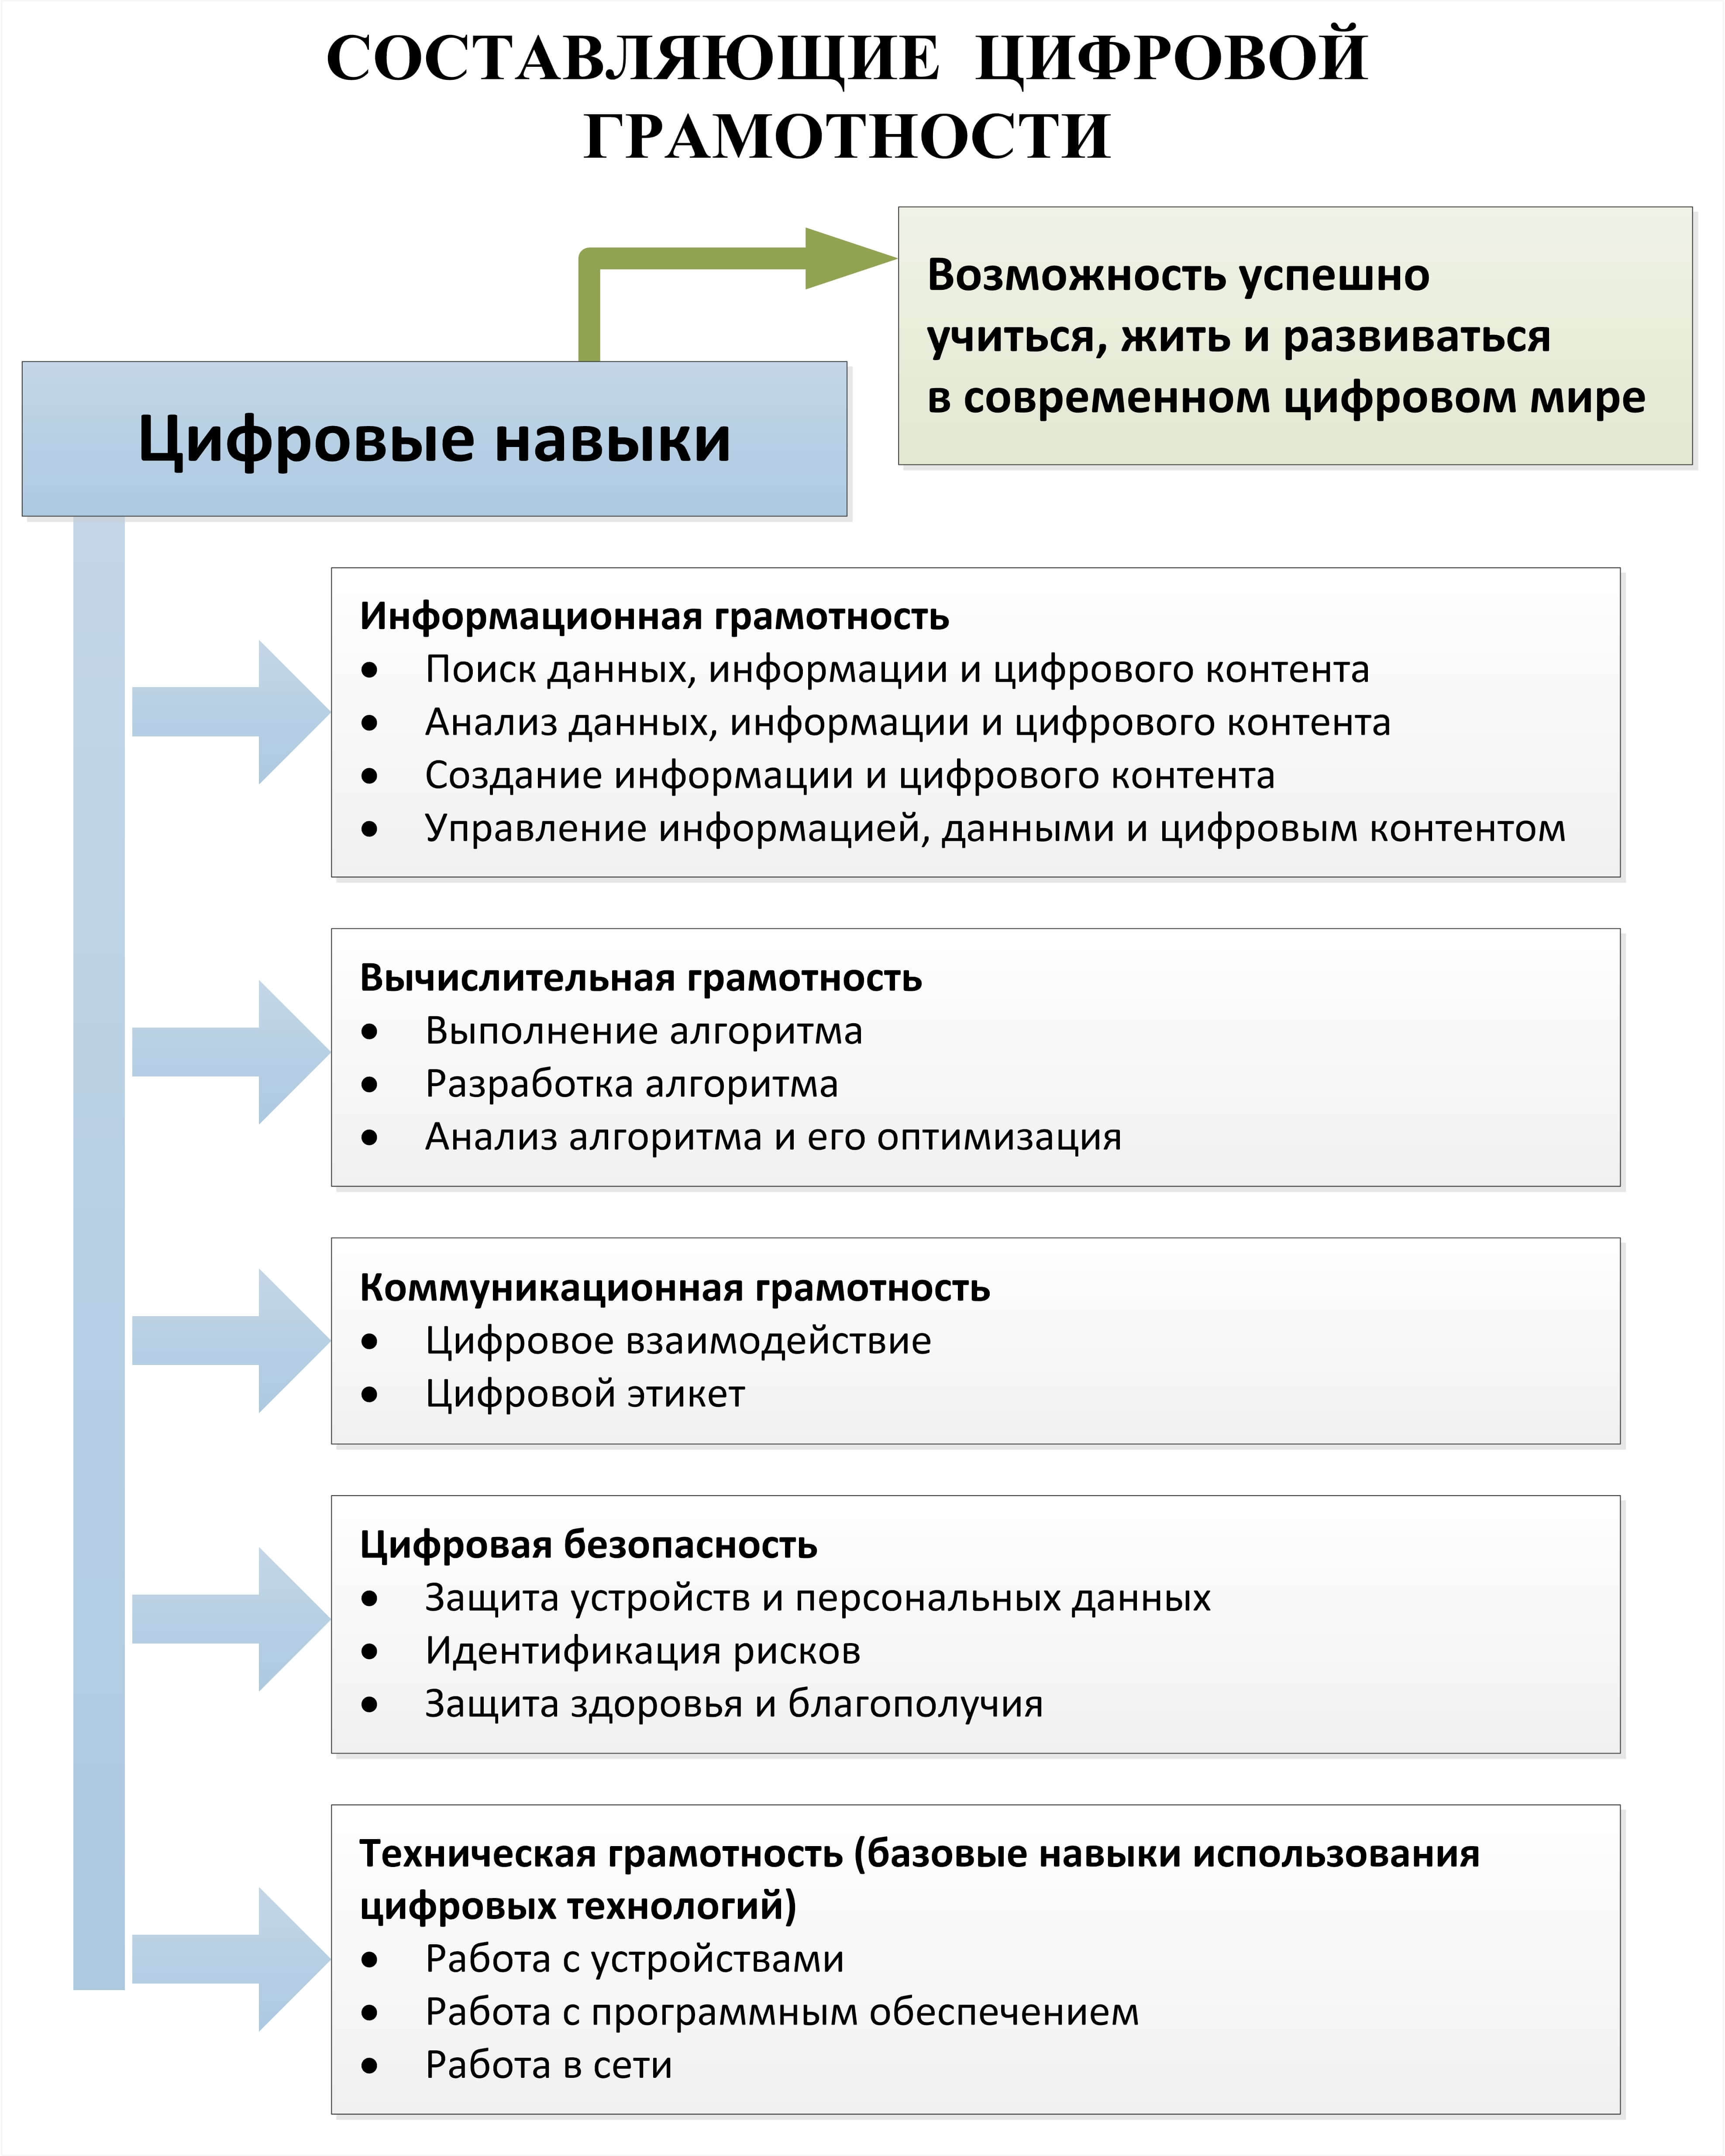 СОСТАВЛЯЮЩИЕ ЦИФРОВОЙ
ГРАМОТНОСТИ
Возможность успешно
учиться, жить и развиваться
в современном цифровом мире
Цифровые навыки
Информационная грамотность
• Поиск данных, информации и цифрового контента
• Анализ данных, информации и цифрового контента
• Создание информации и цифрового контента
• Управление информацией, данными и цифровым контентом
Вычислительная грамотность
• Выполнение алгоритма
• Разработка алгоритма
• Анализ алгоритма и его оптимизация
Коммуникационная грамотность
• Цифровое взаимодействие
• Цифровой этикет
Цифровая безопасность
• Защита устройств и персональных данных
• Идентификация рисков
• Защита здоровья и благополучия
Техническая грамотность (базовые навыки использования
цифровых технологий)
• Работа с устройствами
• Работа с программным обеспечением
• Работа в сети